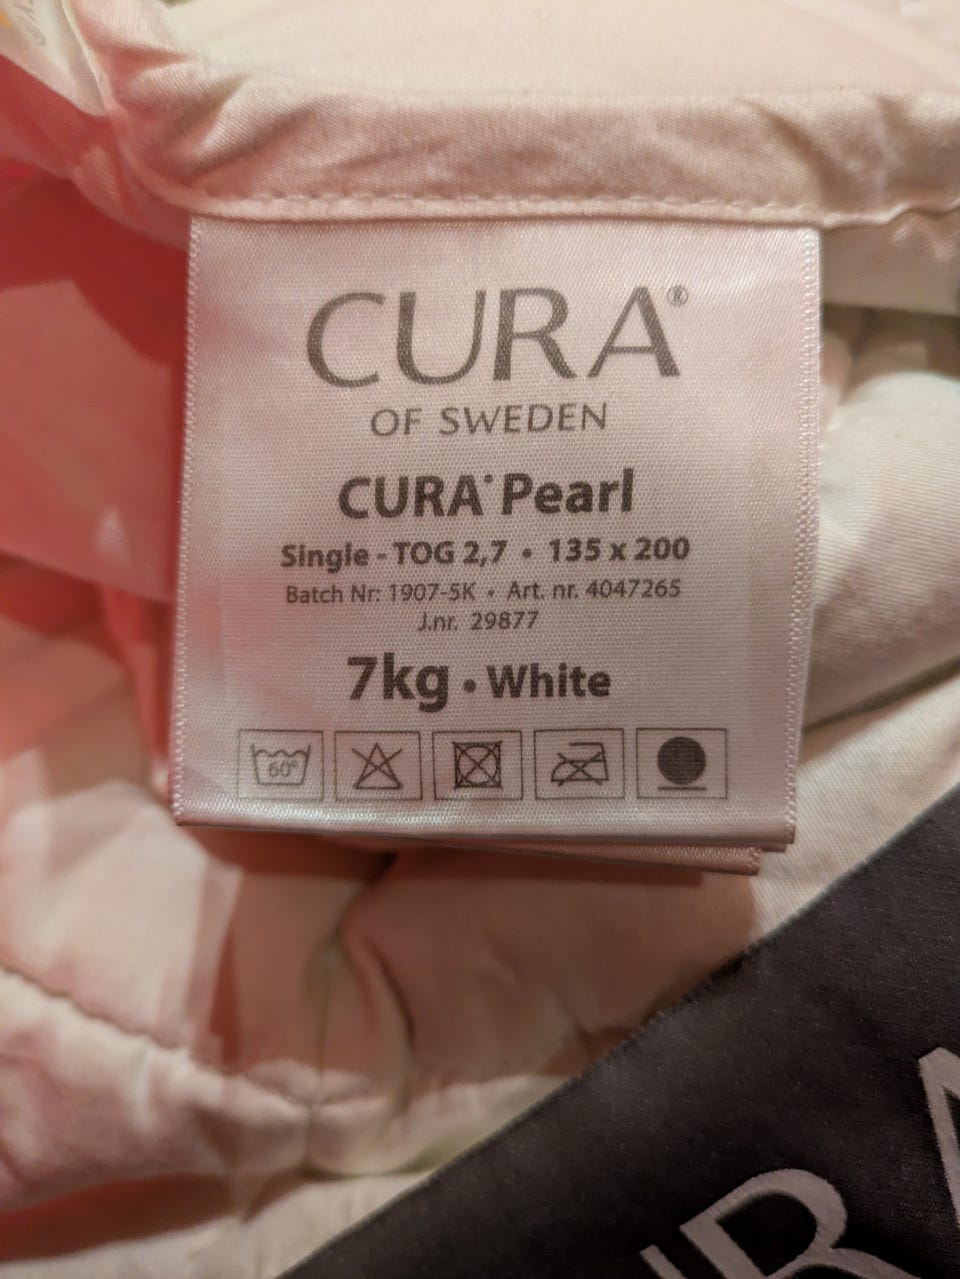 CURA®
OF SWEDEN
CURA® Pearl
Single - TOG 2,7 • 135 x 200
Batch Nr: 1907-5K • Art. nr. 4047265
J.nr. 29877
7kg • White
60°